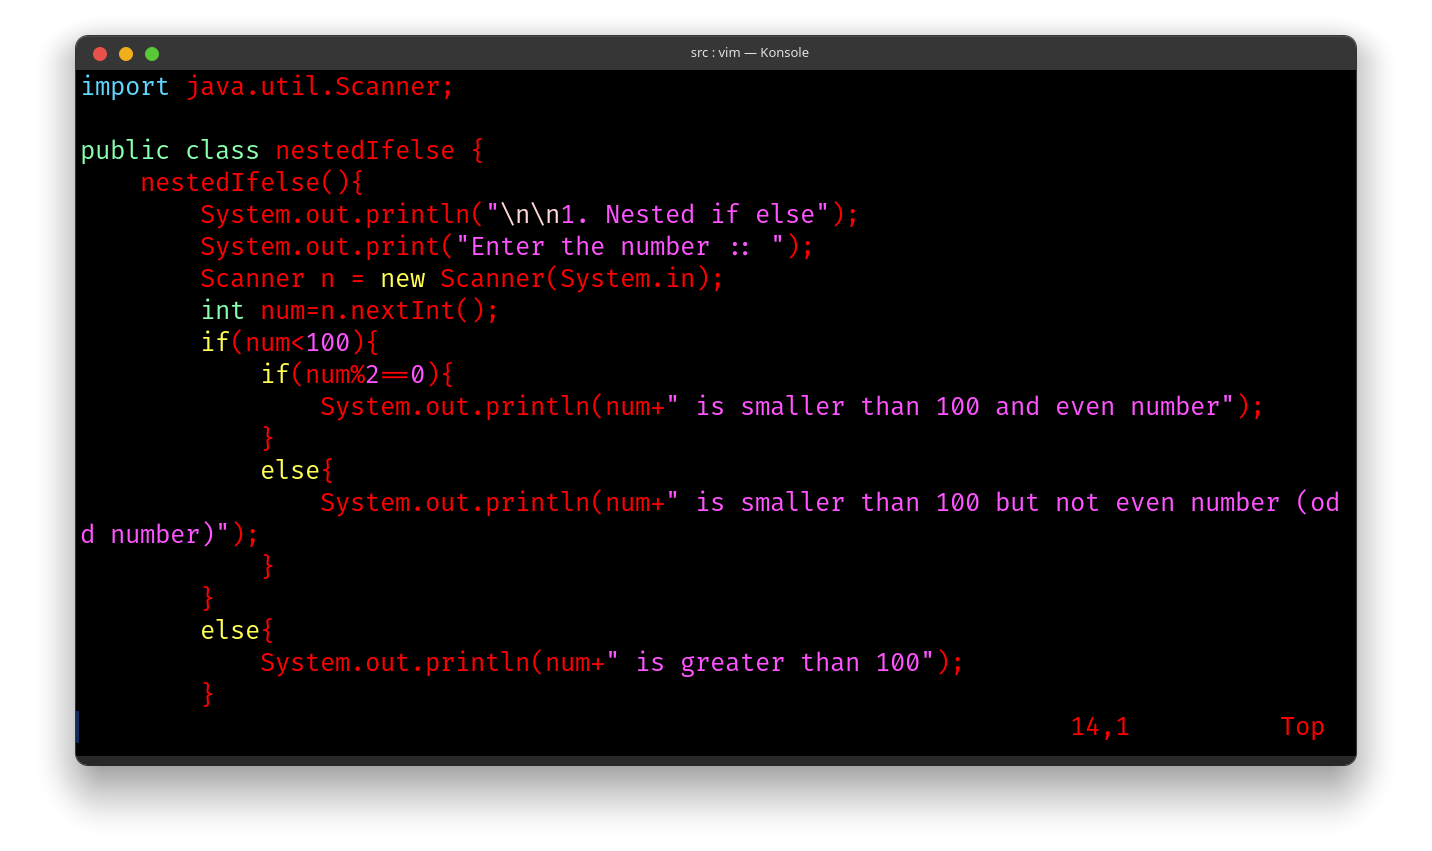 src : vim — Konsole
import java.util.Scanner;
public class nestedIfelse {
    nestedIfelse(){
        System.out.println("\n\n1. Nested if else");
        System.out.print("Enter the number :: ");
        Scanner n = new Scanner(System.in);
        int num=n.nextInt();
        if(num<100){
            if(num%2==0){
                System.out.println(num+" is smaller than 100 and even number");
            }
            else{
                System.out.println(num+" is smaller than 100 but not even number (od
d number)");
            }
        }
        else{
            System.out.println(num+" is greater than 100");
        }
14,1 Top